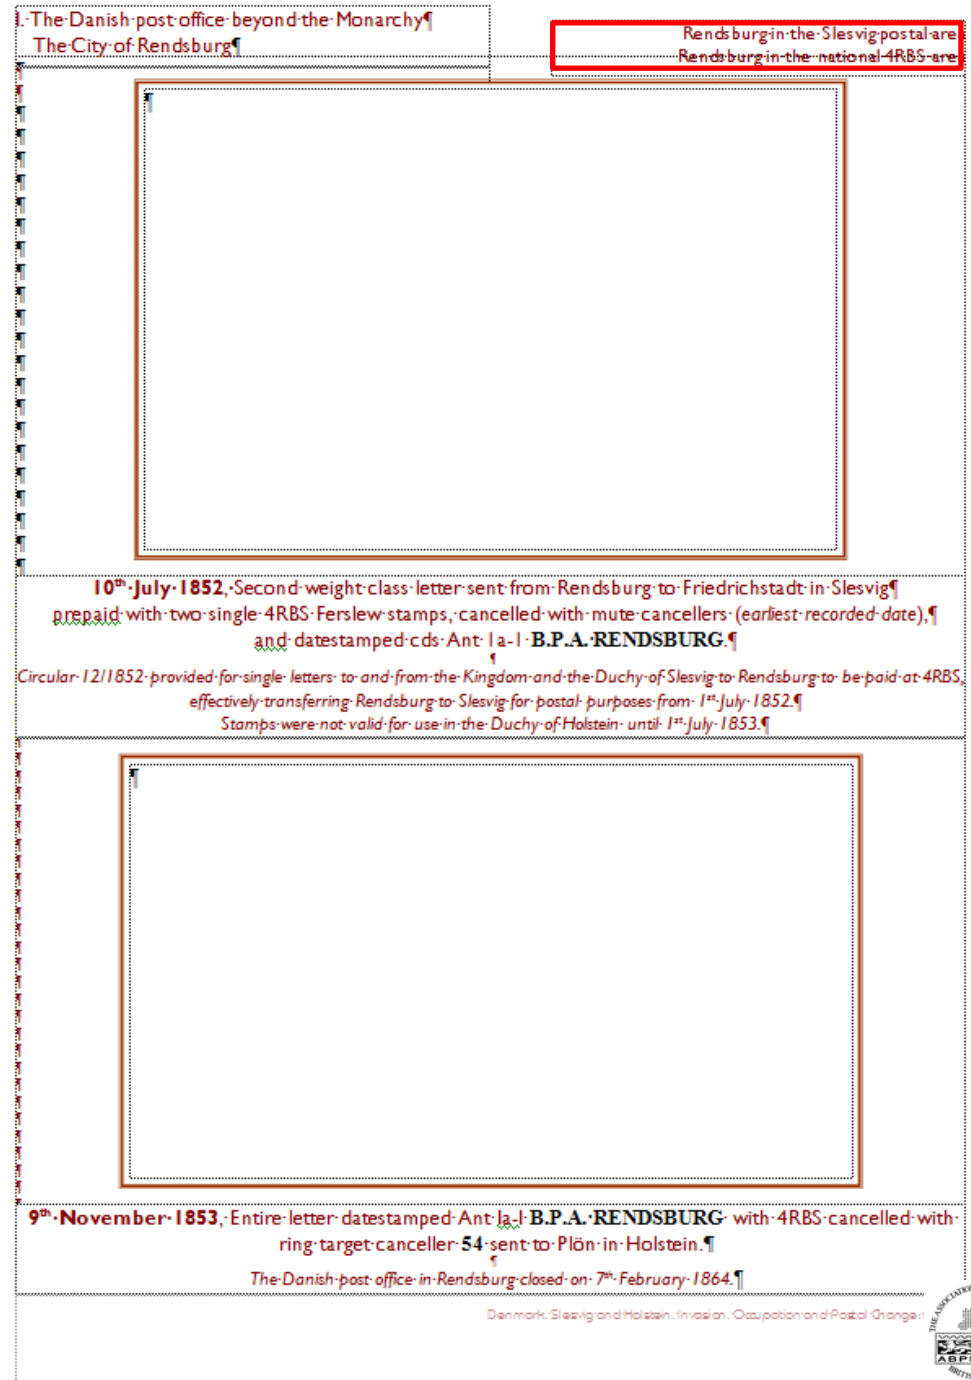 I. The Danish post office beyond the Monarchy¶
The City of Rendsburg¶
Rendsburg in the Slesvig postal are
Rendsburg in the national 4RBS are
10th July 1852, Second weight class letter sent from Rendsburg to Friedrichstadt in Slesvig¶
prepaid with two single 4RBS Ferslew stamps, cancelled with mute cancellers (earliest recorded date),¶
and datestamped cds Ant 1a-1 B.P.A. RENDSBURG.¶
Circular 12/1852 provided for single letters to and from the Kingdom and the Duchy of Slesvig to Rendsburg to be paid at 4RBS,
effectively transferring Rendsburg to Slesvig for postal purposes from 1st July 1852.¶
Stamps were not valid for use in the Duchy of Holstein until 1st July 1853.¶
9th November 1853, Entire letter datestamped Ant Ia-I B.P.A. RENDSBURG with 4RBS cancelled with
ring target canceller 54 sent to Plön in Holstein.¶
The Danish post office in Rendsburg closed on 7th February 1864.¶
Denmark. Slesvig and Holstein. Invasion. Occupation and Postal Change
THE ASSOCIATIO
ABPS
BRITI